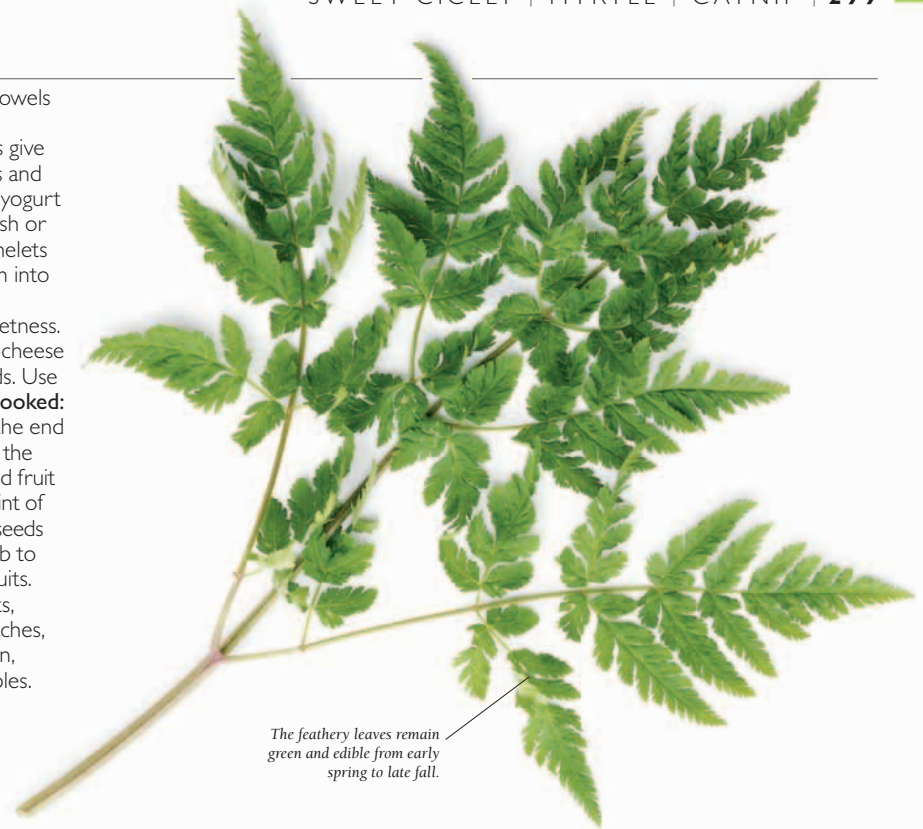 SWEET CICELY | MYRTLE | CATNIP | 299
owels
s give
s and
yogurt
sh or
nelets
n into
etness.
cheese
ds. Use
ooked:
he end
the
d fruit
int of
seeds
b to
uits.
ts,
ches,
n,
oles.
The feathery leaves remain
green and edible from early
spring to late fall.